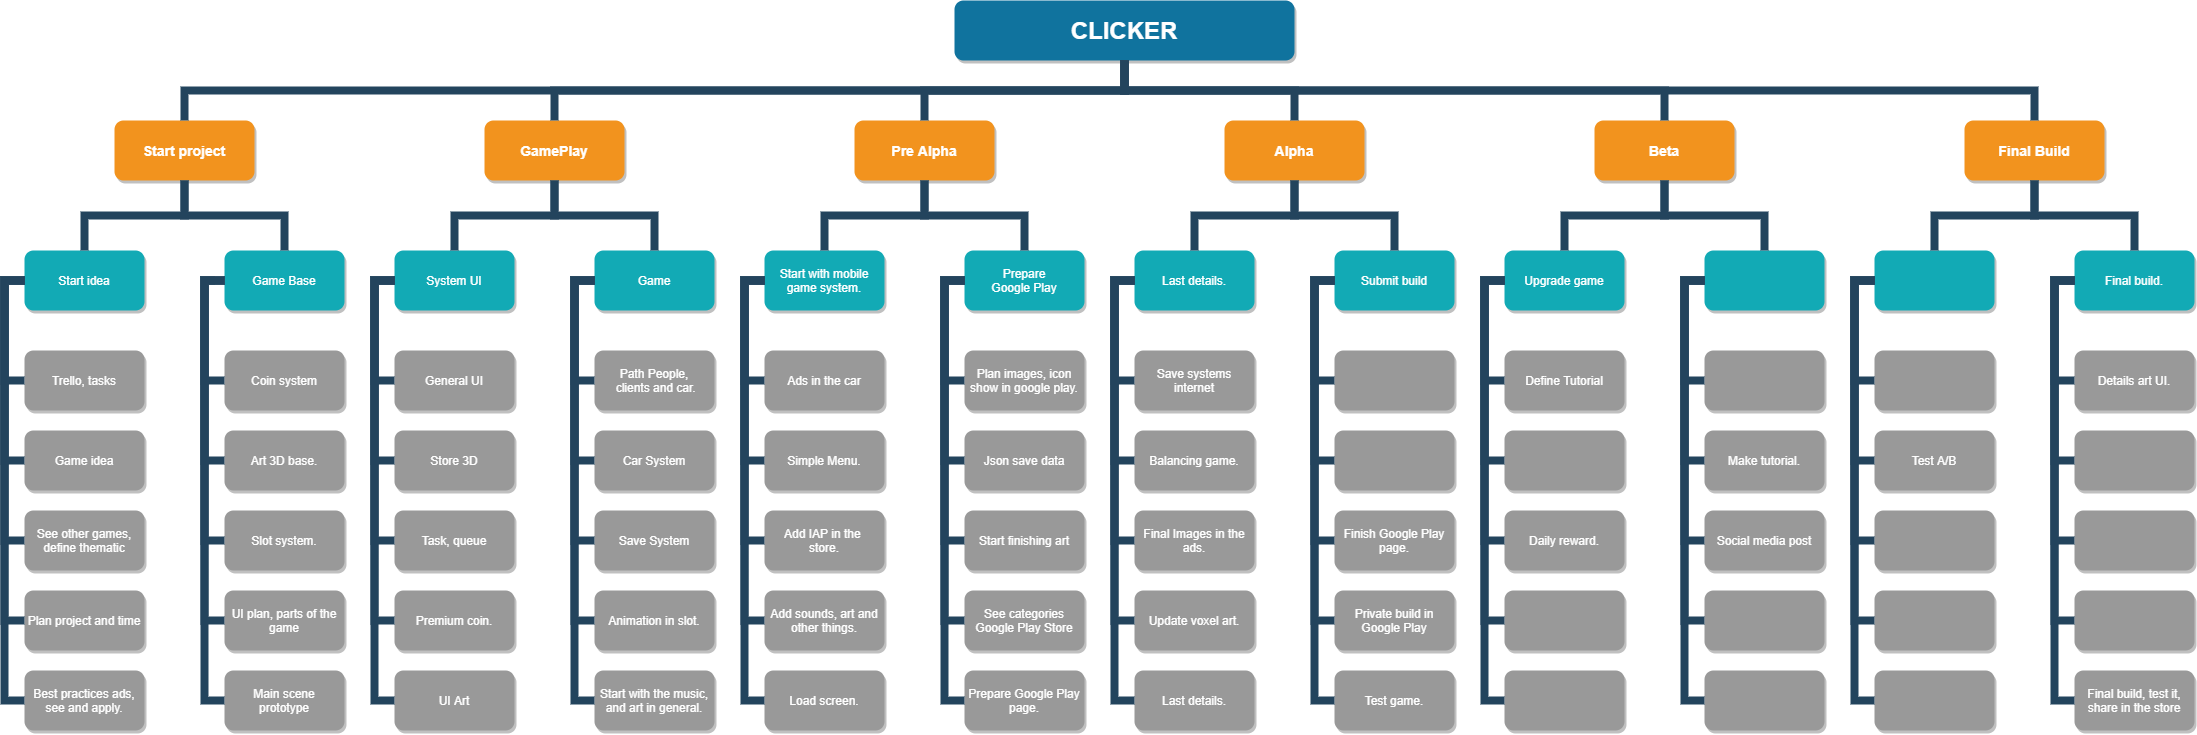 CLICKER
Start project
GamePlay
Pre Alpha
Alpha
Beta
Final Build
Start idea
Game Base
System UI
Game
Start with mobile
game system.
Prepare
Google Play
Last details.
Submit build
Upgrade game
Final build.
Trello, tasks
Coin system
General UI
Path People,
clients and car.
Ads in the car
Plan images, icon
show in google play.
Save systems
internet
Define Tutorial
Details art UI.
Game idea
Art 3D base.
Store 3D
Car System
Simple Menu.
Json save data
Balancing game.
Make tutorial.
Test A/B
See other games,
define thematic
Slot system.
Task, queue
Save System
Add IAP in the
store.
Start finishing art
Final Images in the
ads.
Finish Google Play
page.
Daily reward.
Social media post
Plan project and time
UI plan, parts of the
game
Premium coin.
Animation in slot.
Add sounds, art and
other things.
See categories
Google Play Store
Update voxel art.
Private build in
Google Play
Best practices ads,
see and apply.
Main scene
prototype
UI Art
Start with the music,
and art in general.
Load screen.
Prepare Google Play
page.
Last details.
Test game.
Final build, test it,
share in the store